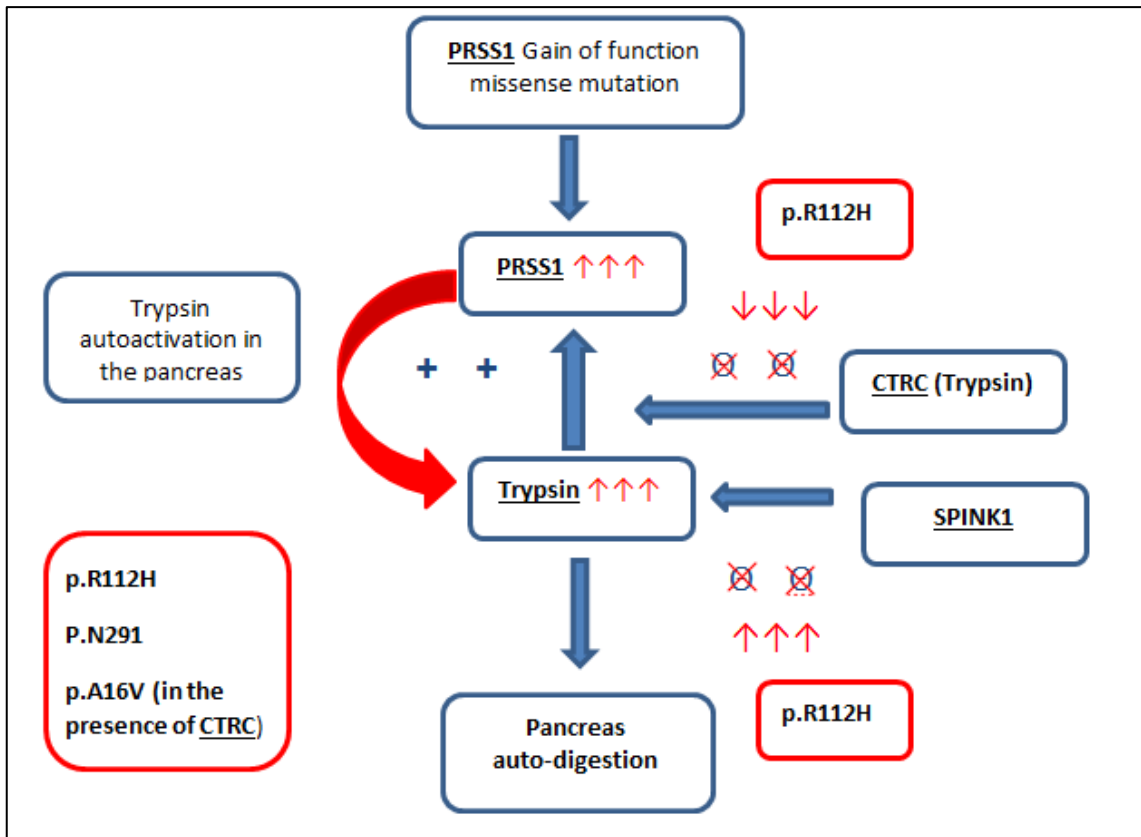 PRSS1 Gain of function
missense mutation
p.R112H
PRSS1 ↑↑↑
Trypsin
autoactivation in
the pancreas
↓↓↓
+ +
CTRC (Trypsin)
Trypsin ↑↑↑
SPINK1
p.R112H
P.N291
p.A16V (in the
presence of CTRC)
↑↑↑
p.R112H
Pancreas
auto-digestion